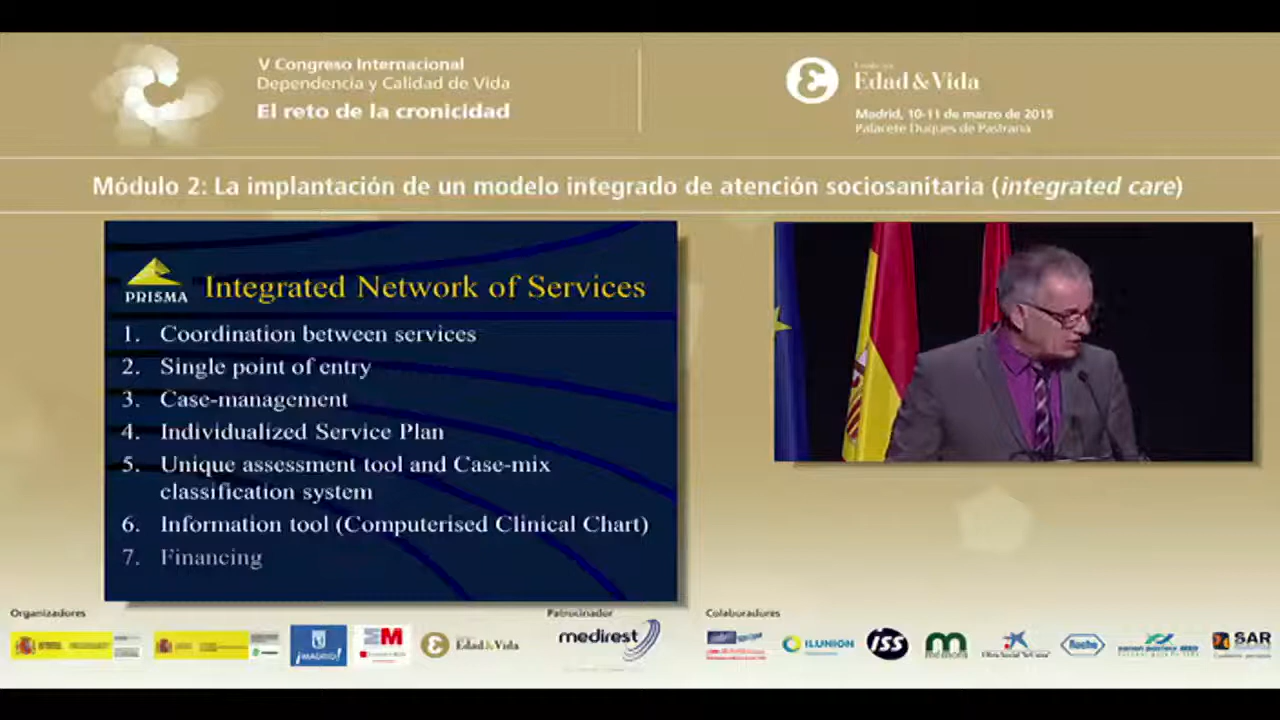 V Congreso Internacional
Dependencia y Calidad de Vida
El reto de la cronicidad
Edad&Vida
Madrid, 10-11 de marzo de 2015
Palacete Duques de Pastrana
Módulo 2: La implantación de un modelo integrado de atención sociosanitaria (integrated care)
PRISMA
Integrated Network of Services
1. Coordination between services
2. Single point of entry
3. Case-management
4. Individualized Service Plan
5. Unique assessment tool and Case-mix
classification system
6. Information tool (Computerised Clinical Chart)
7. Financing
Organizadores
Patrocinador
Colaboradores
¡MADRID!
EM
Edad&Vida
medirest
ILUNION
iss
Roche
SAR